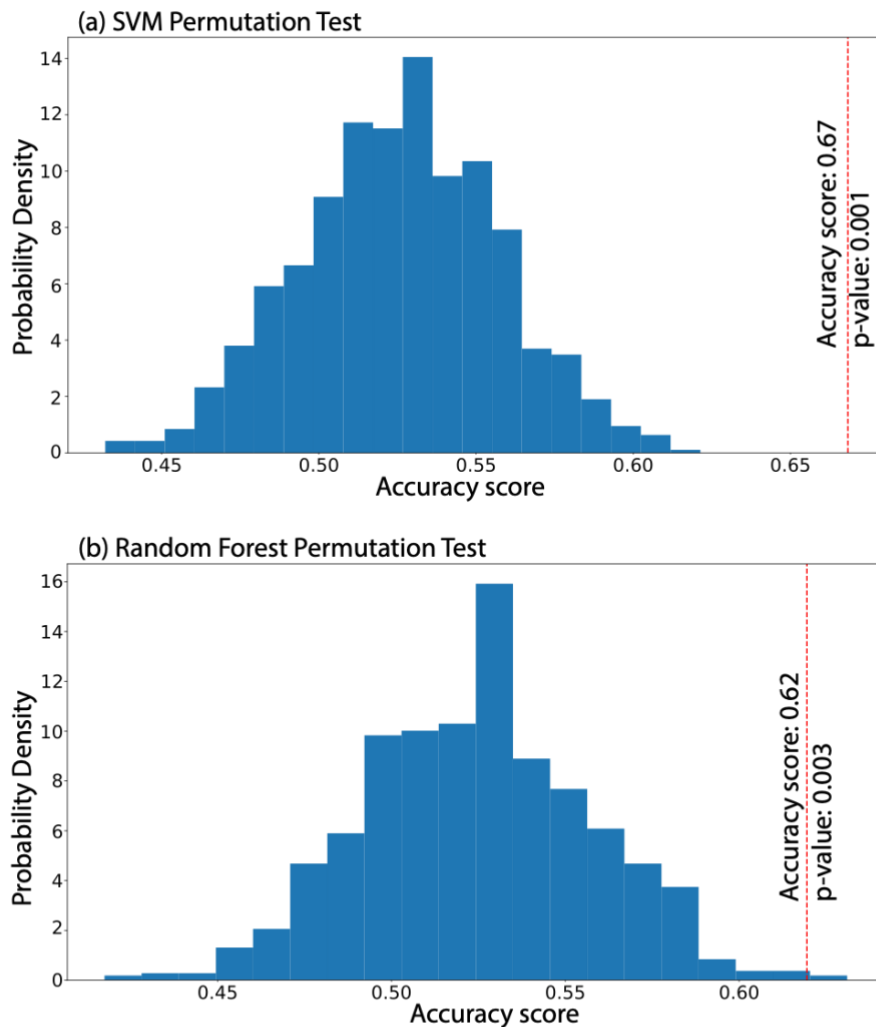 (a) SVM Permutation Test
14
12
10
8
6
4
2
0
Probability Density
Accuracy score: 0.67
p-value: 0.001
0.45 0.50 0.55 0.60 0.65
Accuracy score
(b) Random Forest Permutation Test
16
14
12
10
8
6
4
2
0
Probability Density
Accuracy score: 0.62
p-value: 0.003
0.45 0.50 0.55 0.60
Accuracy score